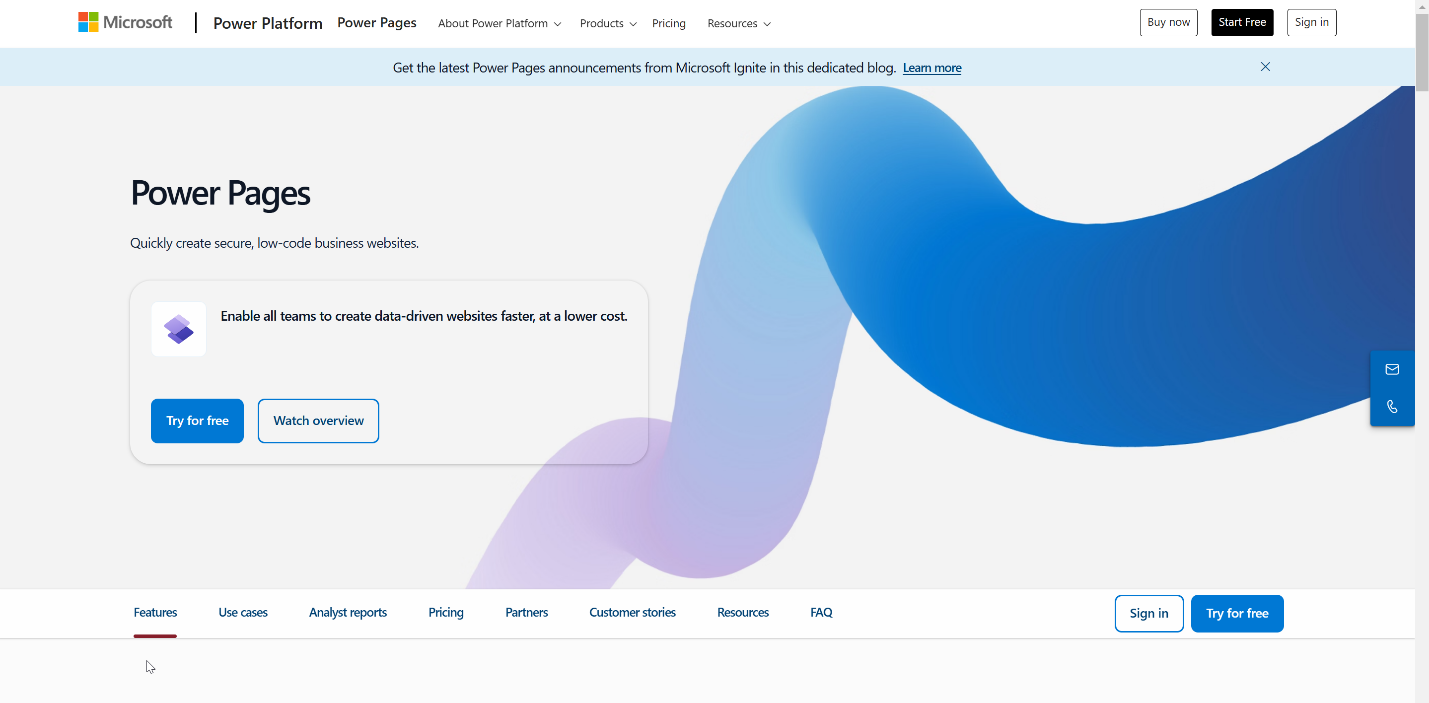 Microsoft Power Platform Power Pages About Power Platform Products Pricing Resources Buy now Start Free Sign in
Get the latest Power Pages announcements from Microsoft Ignite in this dedicated blog. Learn more
Power Pages
Quickly create secure, low-code business websites.
Enable all teams to create data-driven websites faster, at a lower cost.
Try for free Watch overview
Features Use cases Analyst reports Pricing Partners Customer stories Resources FAQ Sign in Try for free